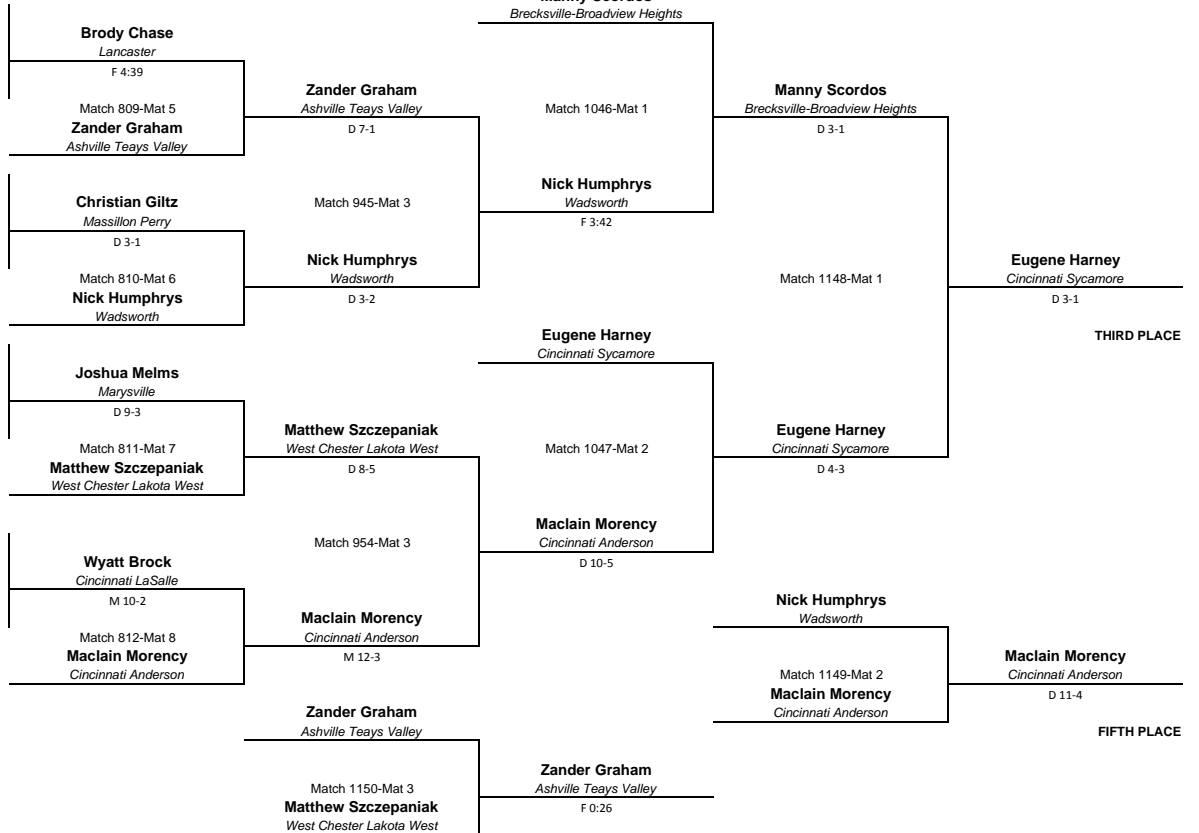 Manny Scordos
Brecksville-Broadview Heights
Brody Chase
Lancaster
F 4:39
Match 809-Mat 5
Zander Graham
Ashville Teays Valley
Christian Giltz
Massillon Perry
D 3-1
Match 810-Mat 6
Nick Humphrys
Wadsworth
Joshua Melms
Marysville
D 9-3
Match 811-Mat 7
Matthew Szczepaniak
West Chester Lakota West
Wyatt Brock
Cincinnati LaSalle
M 10-2
Match 812-Mat 8
Maclain Morency
Cincinnati Anderson
Zander Graham
Ashville Teays Valley
D 7-1
Match 945-Mat 3
Nick Humphrys
Wadsworth
D 3-2
Matthew Szczepaniak
West Chester Lakota West
D 8-5
Match 954-Mat 3
Maclain Morency
Cincinnati Anderson
M 12-3
Zander Graham
Ashville Teays Valley
Match 1150-Mat 3
Matthew Szczepaniak
West Chester Lakota West
Match 1046-Mat 1
Nick Humphrys
Wadsworth
F 3:42
Eugene Harney
Cincinnati Sycamore
Match 1047-Mat 2
Maclain Morency
Cincinnati Anderson
D 10-5
Zander Graham
Ashville Teays Valley
F 0:26
Manny Scordos
Brecksville-Broadview Heights
D 3-1
Match 1148-Mat 1
Eugene Harney
Cincinnati Sycamore
D 4-3
Nick Humphrys
Wadsworth
Match 1149-Mat 2
Maclain Morency
Cincinnati Anderson
Eugene Harney
Cincinnati Sycamore
D 3-1
THIRD PLACE
Maclain Morency
Cincinnati Anderson
D 11-4
FIFTH PLACE